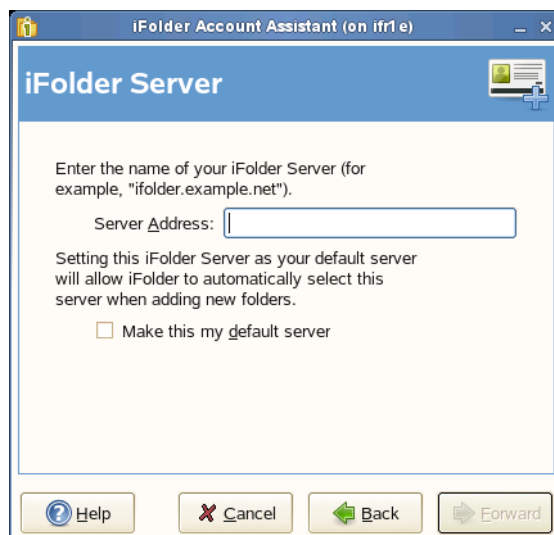 iFolder Account Assistant (on ifr1e)
iFolder Server
Enter the name of your iFolder Server (for
example, "ifolder.example.net").
Server Address:
Setting this iFolder Server as your default server
will allow iFolder to automatically select this
server when adding new folders.
Make this my default server
Help Cancel Back Forward